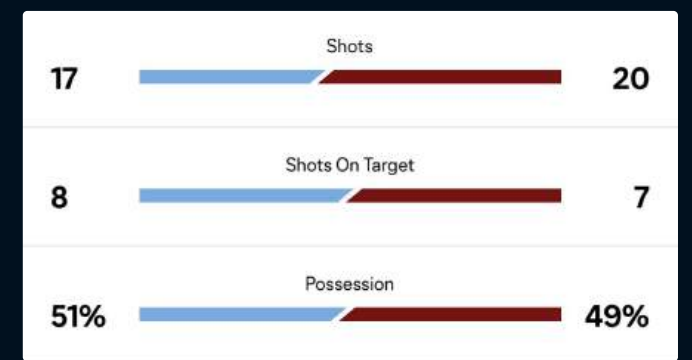 Shots
17 20
Shots On Target
8 7
Possession
51% 49%